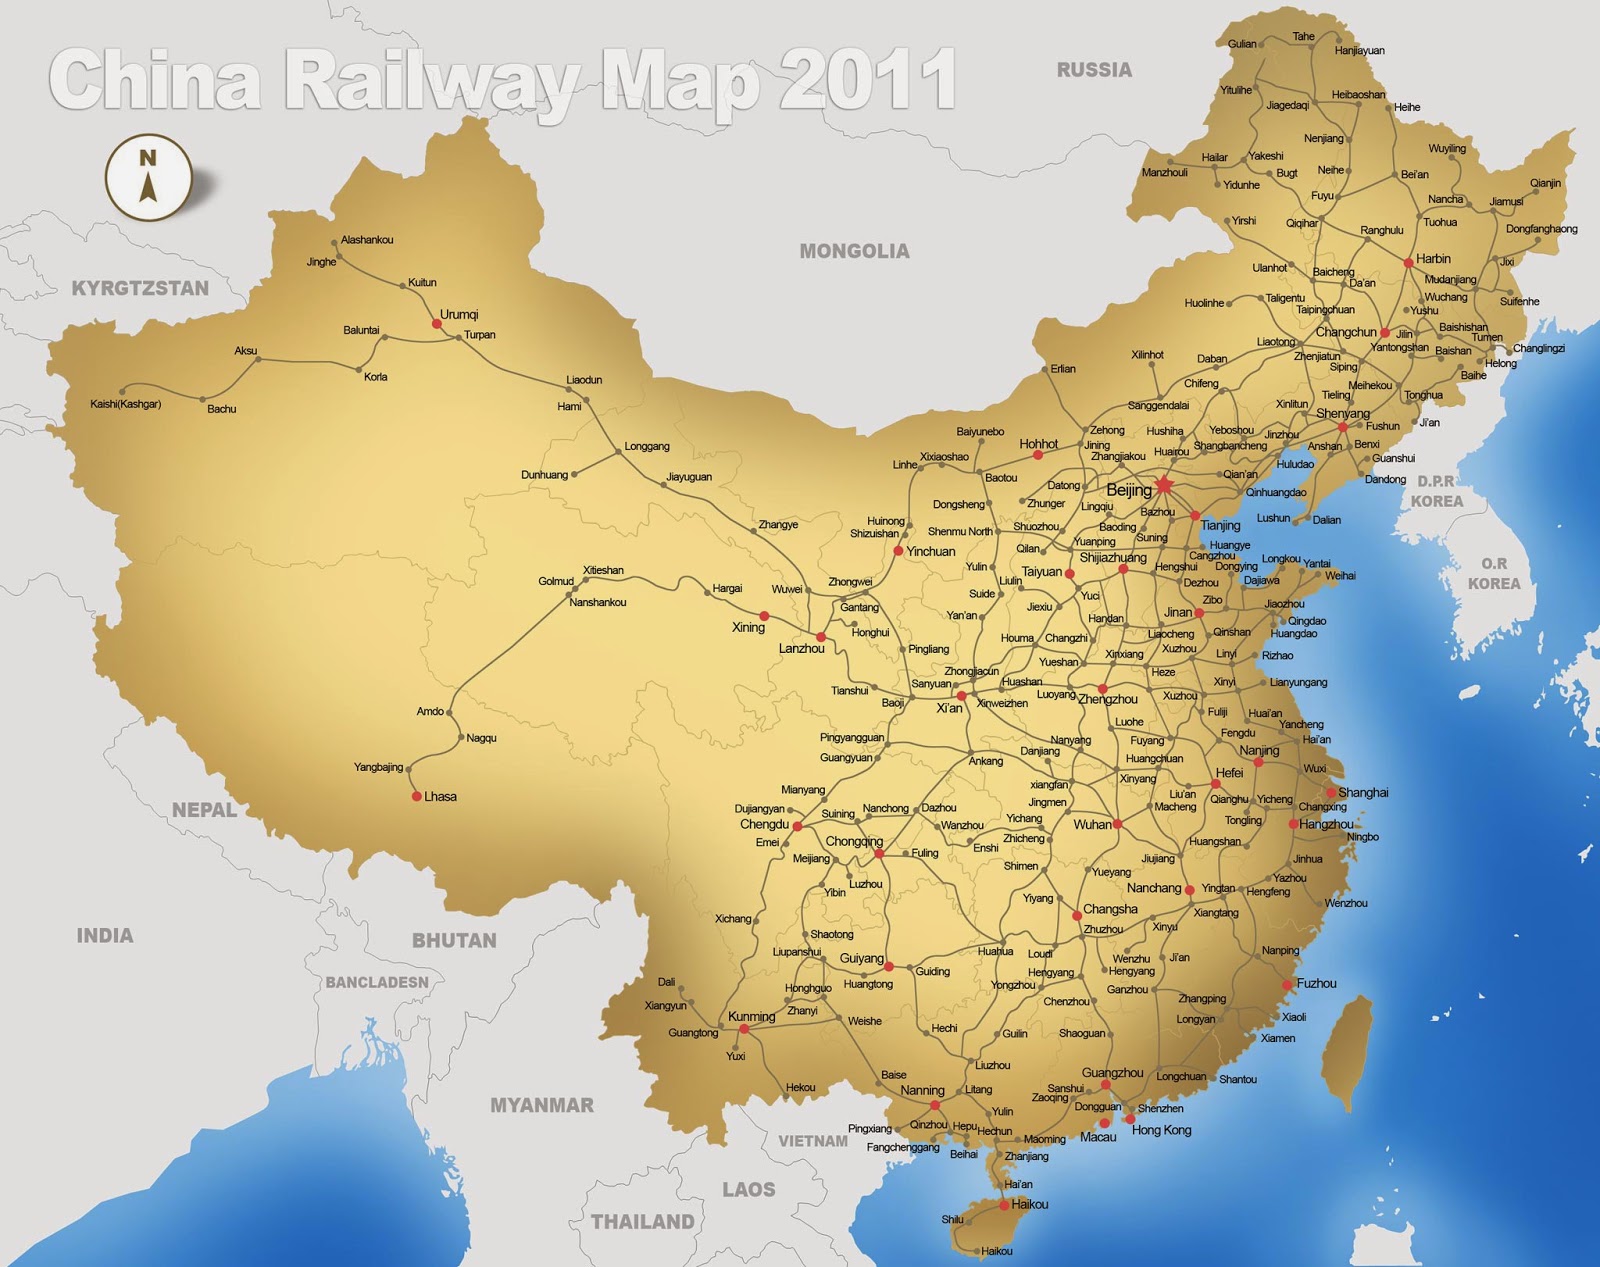 China Railway Map 2011
N
RUSSIA
MONGOLIA
KYRGTZSTAN
NEPAL
INDIA
BHUTAN
BANCLADESN
MYANMAR
VIETNAM
LAOS
THAILAND
D.P.R
KOREA
O.R
KOREA
Gulian
Tahe
Hanjiayuan
Yitulihe
Jiagedaqi
Heibaoshan
Heihe
Nenjiang
Wuyiling
Hailar
Yakeshi
Manzhouli
Yidunhe
Bugt
Neihe
Bei'an
Qianjin
Fuyu
Nancha
Jiamusi
Yirshi
Qiqihar
Tuohua
Ranghulu
Dongfanghaong
Harbin
Jixi
Ulanhot
Baicheng
Da'an
Mudanjiang
Huolinhe
Taligentu
Wuchang
Suifenhe
Taipingchuan
Yushu
Changchun
Jilin
Baishishan
Tumen
Liaotong
Yantongshan
Baishan
Changlingzi
Zhenjiatun
Siping
Helong
Baihe
Xilinhot
Daban
Erlian
Chifeng
Meihekou
Tieling
Tonghua
Sanggendalai
Xinlitun
Shenyang
Fushun
Ji'an
Zehong
Hushiha
Yeboshou
Jinzhou
Jining
Shangbancheng
Anshan
Benxi
Zhangjiakou
Huairou
Huludao
Guanshui
Dandong
Qian'an
Qinhuangdao
Beijing
Lushun
Dalian
Tianjing
Alashankou
Jinghe
Kuitun
Urumqi
Baluntai
Turpan
Aksu
Korla
Kaishi(Kashgar)
Bachu
Liaodun
Hami
Longgang
Dunhuang
Jiayuguan
Zhangye
Baiyunebo
Hohhot
Linhe
Xixiaoshao
Baotou
Datong
Dongsheng
Zhunger
Lingqiu
Bazhou
Huinong
Shizuishan
Shenmu North
Shuozhou
Baoding
Suning
Yinchuan
Qilan
Yuanping
Huangye
Cangzhou
Shijiazhuang
Taiyuan
Hengshui
Dongying
Longkou
Yantai
Weihai
Dajiawa
Dezhou
Yulin
Liulin
Yuci
Zibo
Jiaozhou
Suide
Jiexiu
Jinan
Qingdao
Huangdao
Yan'an
Handan
Liaocheng
Qinshan
Golmud
Xitieshan
Nanshankou
Hargai
Xining
Wuwei
Zhongwei
Gantang
Honghui
Lanzhou
Pingliang
Houma
Changzhi
Xinxiang
Xuzhou
Linyi
Rizhao
Zhongjiacun
Yueshan
Heze
Tianshui
Sanyuan
Huashan
Luoyang
Xinyi
Lianyungang
Baoji
Xi'an
Xinweizhen
Zhengzhou
Xuzhou
Amdo
Nagqu
Yangbajing
Lhasa
Pingyangguan
Guangyuan
Ankang
Luohe
Fuliji
Huai'an
Yancheng
Nanyang
Danjiang
Fuyang
Fengdu
Hai'an
Huangchuan
Nanjing
Hefei
Wuxi
Xinyang
xiangfan
Liu'an
Shanghai
Mianyang
Dujiangyan
Chengdu
Suining
Nanchong
Dazhou
Jingmen
Macheng
Qianghu
Yicheng
Changxing
Tongling
Wanzhou
Yichang
Wuhan
Hangzhou
Ningbo
Emei
Chongqing
Zhicheng
Huangshan
Meijiang
Fuling
Enshi
Jiujiang
Jinhua
Luzhou
Shimen
Yueyang
Yazhou
Yibin
Nanchang
Yingtan
Hengfeng
Yiyang
Wenzhou
Changsha
Xiangtang
Xichang
Zhuzhou
Xinyu
Shaotong
Liupanshui
Huahua
Loudi
Wenzhu
Ji'an
Nanping
Guiyang
Guiding
Hengyang
Hengyang
Dali
Huangtong
Yongzhou
Ganzhou
Fuzhou
Xiangyun
Honghguo
Zhanyi
Chenzhou
Zhangping
Kunming
Guangtong
Weishe
Longyan
Xiaoli
Hechi
Guilin
Shaoguan
Xiamen
Yuxi
Liuzhou
Baise
Hekou
Nanning
Litang
Guangzhou
Longchuan
Shantou
Sanshui
Zaoqing
Dongguan
Shenzhen
Yulin
Pingxiang
Qinzhou
Hepu
Hechun
Maoming
Macau
Hong Kong
Fangchenggang
Beihai
Zhanjiang
Hai'an
Haikou
Shilu
Haikou